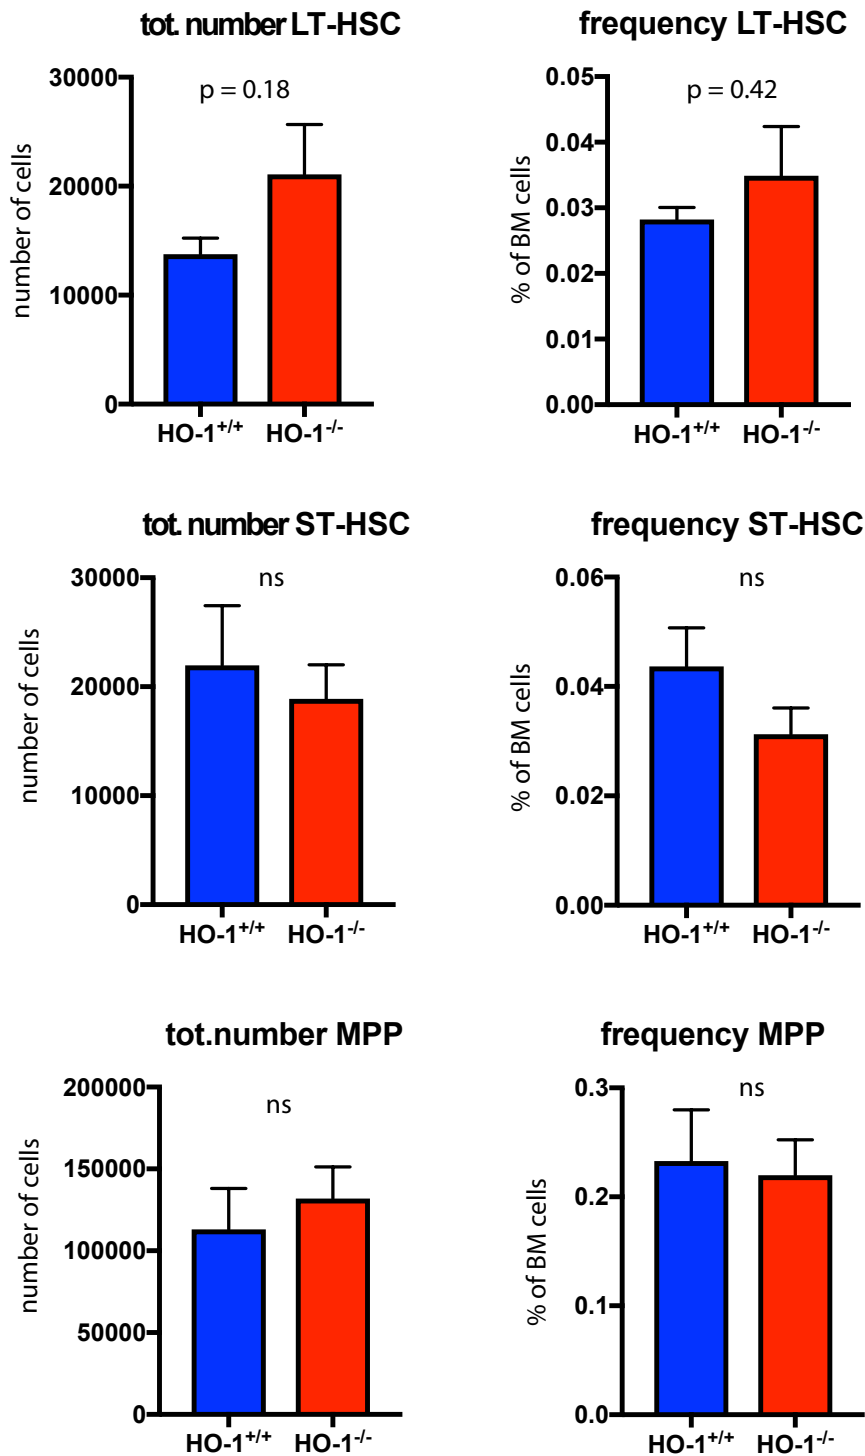 tot. number LT-HSC
p = 0.18
number of cells
30000
20000
10000
0
HO-1+/+ HO-1-/-
frequency LT-HSC
p = 0.42
% of BM cells
0.05
0.04
0.03
0.02
0.01
0.00
HO-1+/+ HO-1-/-
tot. number ST-HSC
ns
number of cells
30000
20000
10000
0
HO-1+/+ HO-1-/-
frequency ST-HSC
ns
% of BM cells
0.06
0.04
0.02
0.00
HO-1+/+ HO-1-/-
tot.number MPP
ns
number of cells
200000
150000
100000
50000
0
HO-1+/+ HO-1-/-
frequency MPP
ns
% of BM cells
0.3
0.2
0.1
0.0
HO-1+/+ HO-1-/-